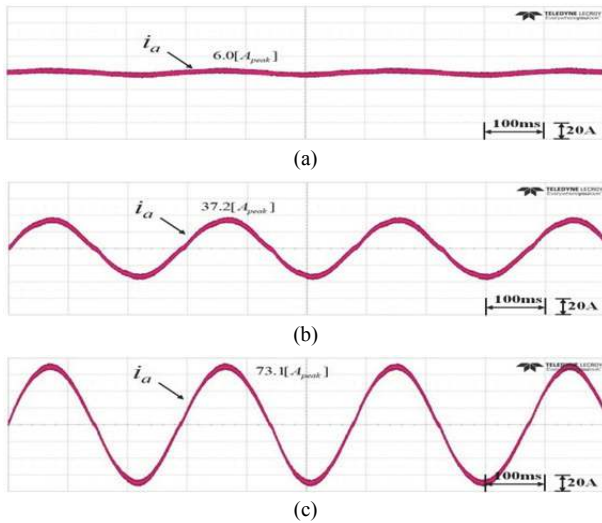 TELEDYNE LECROY
i_a
6.0[A_peak]
100ms
20A
(a)
TELEDYNE LECROY
i_a
37.2[A_peak]
100ms
20A
(b)
TELEDYNE LECROY
i_a
73.1[A_peak]
100ms
20A
(c)